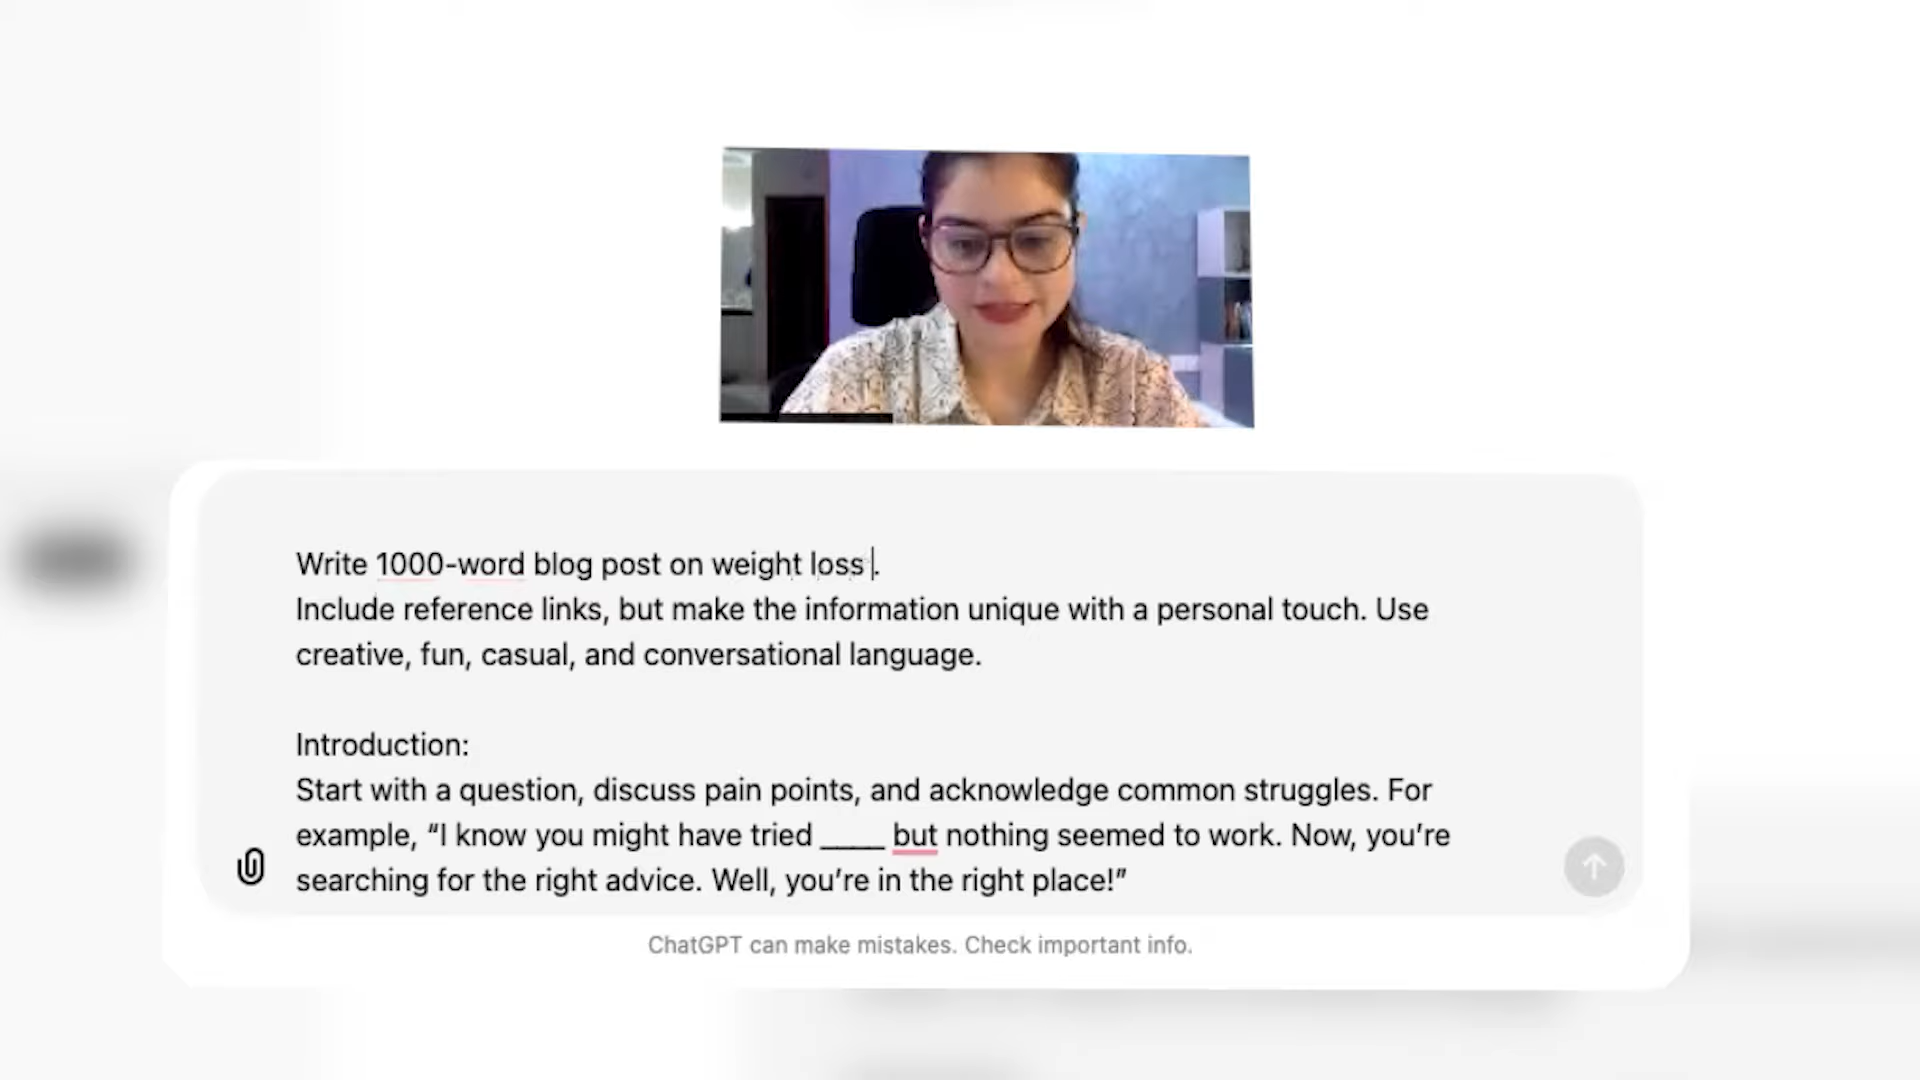 Write 1000-word blog post on weight loss .
Include reference links, but make the information unique with a personal touch. Use
creative, fun, casual, and conversational language.
Introduction:
Start with a question, discuss pain points, and acknowledge common struggles. For
example, “I know you might have tried ____ but nothing seemed to work. Now, you’re
searching for the right advice. Well, you’re in the right place!”
ChatGPT can make mistakes. Check important info.